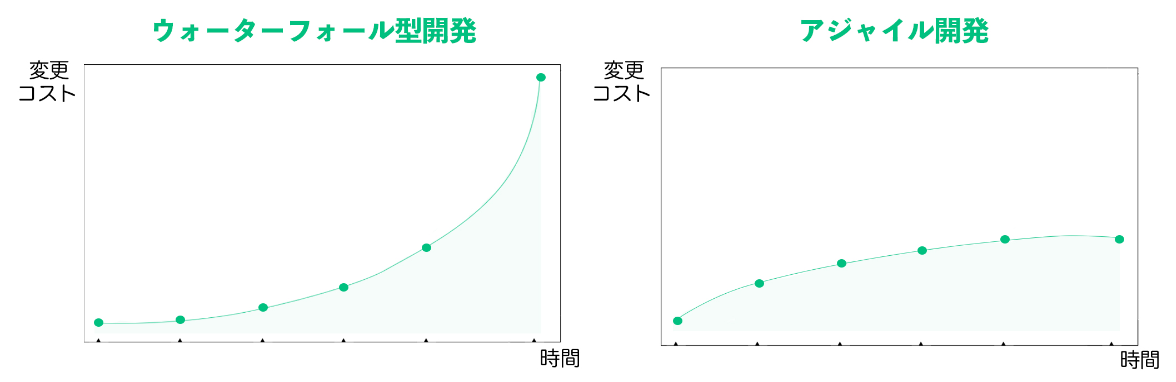 ウォーターフォール型開発
変更
コスト
時間
アジャイル開発
変更
コスト
時間